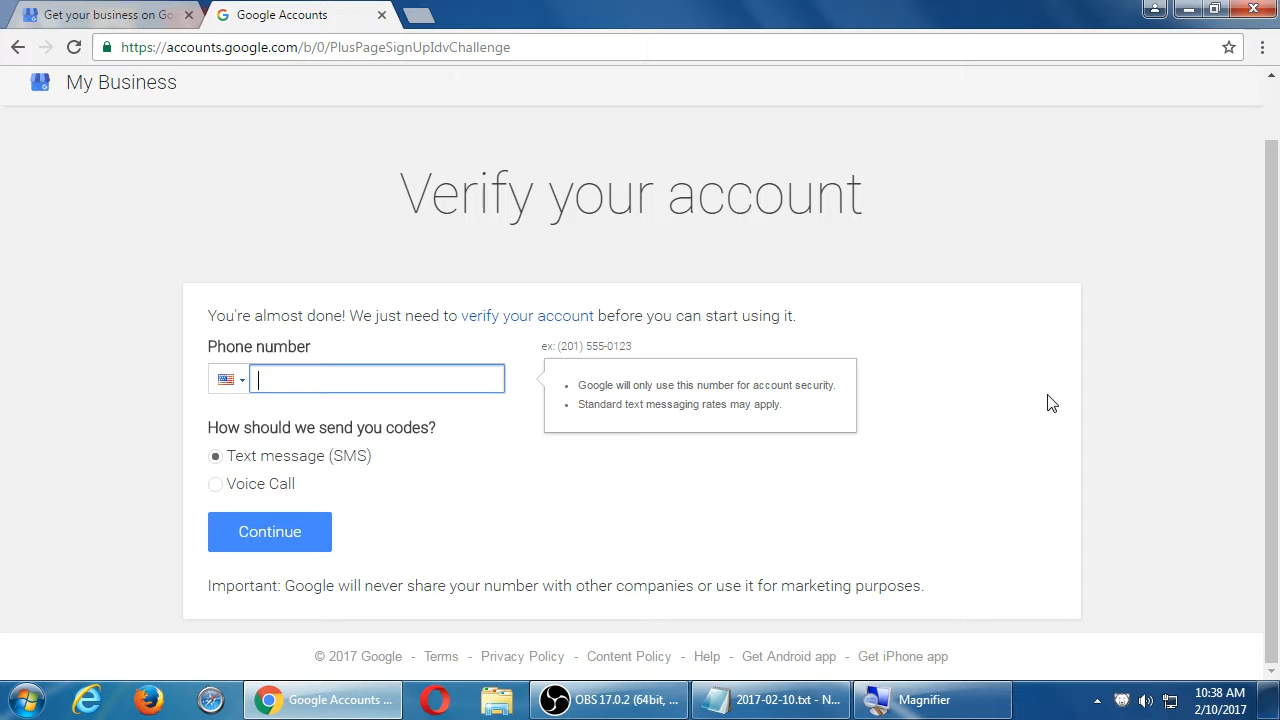 Get your business on Go
Google Accounts
https://accounts.google.com/b/0/PlusPageSignUpIdvChallenge
My Business
Verify your account
You're almost done! We just need to verify your account before you can start using it.
Phone number
ex: (201) 555-0123
Google will only use this number for account security.
Standard text messaging rates may apply.
How should we send you codes?
Text message (SMS)
Voice Call
Continue
Important: Google will never share your number with other companies or use it for marketing purposes.
© 2017 Google - Terms - Privacy Policy - Content Policy - Help - Get Android app - Get iPhone app
Google Accounts ...
OBS 17.0.2 (64bit, ...
2017-02-10.txt - N...
Magnifier
10:38 AM
2/10/2017